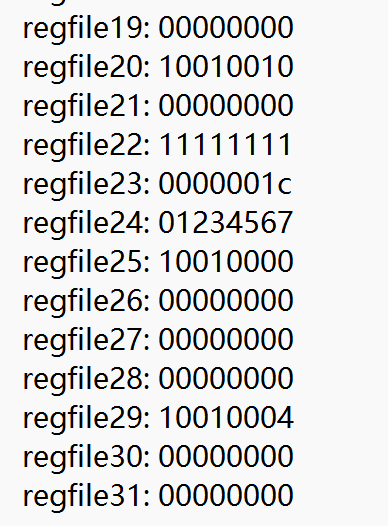 regfile19: 00000000
regfile20: 10010010
regfile21: 00000000
regfile22: 11111111
regfile23: 0000001c
regfile24: 01234567
regfile25: 10010000
regfile26: 00000000
regfile27: 00000000
regfile28: 00000000
regfile29: 10010004
regfile30: 00000000
regfile31: 00000000